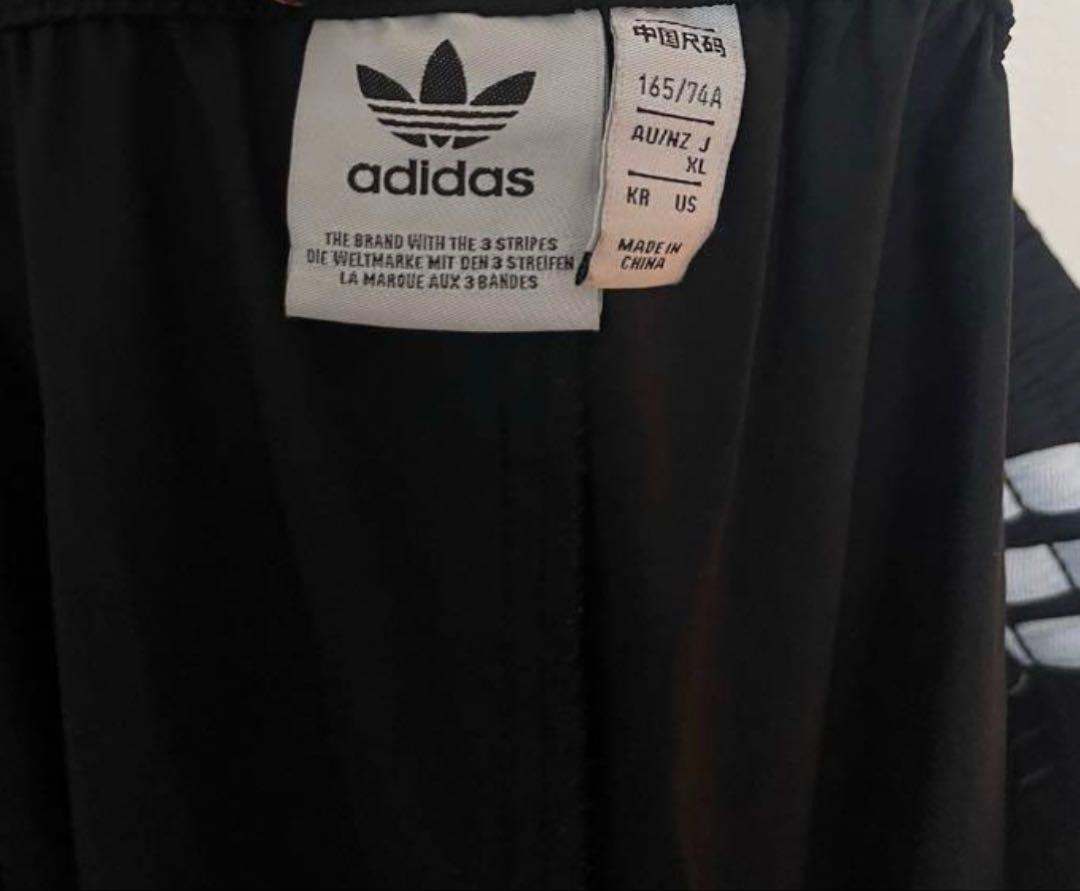 adidas
THE BRAND WITH THE 3 STRIPES
DIE WELTMARKE MIT DEN 3 STREIFEN
LA MARQUE AUX 3 BANDES
中国尺码
165/74A
AU/NZ J
XL
KR US
MADE IN
CHINA